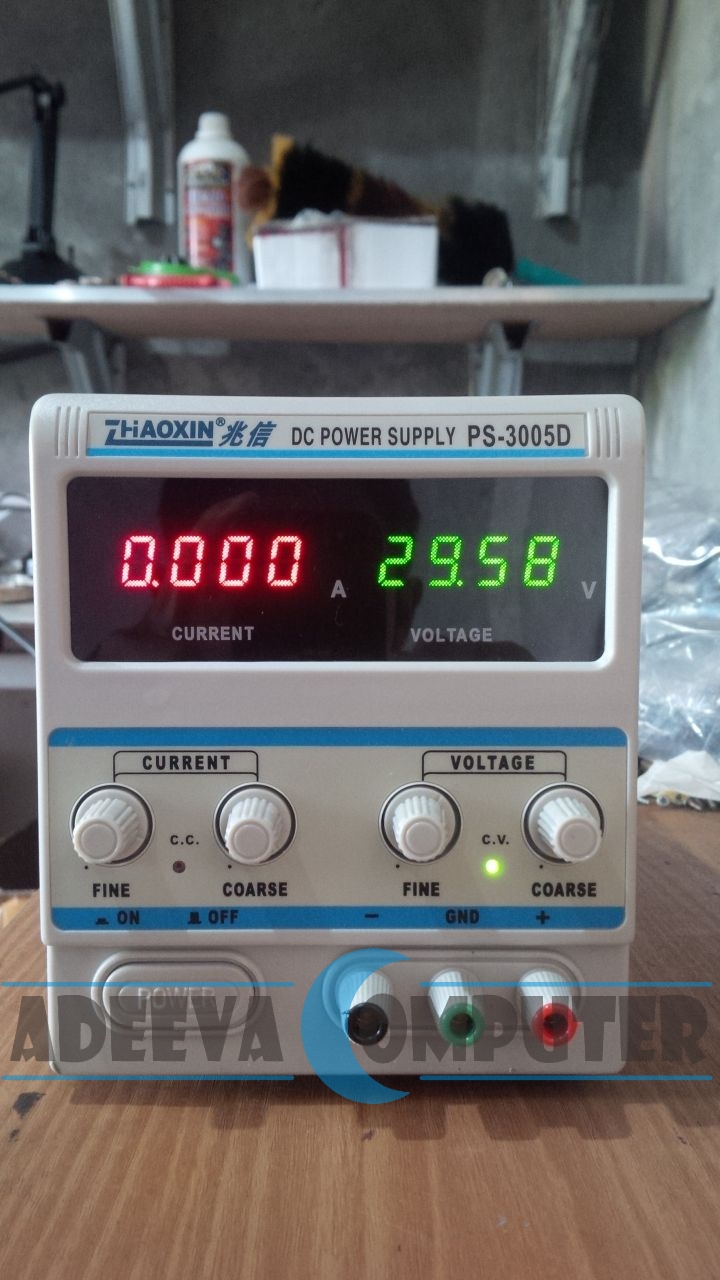 ZHAOXIN® 兆信 DC POWER SUPPLY PS-3005D
0.000 A 29.58 V
CURRENT VOLTAGE
CURRENT VOLTAGE
C.C. C.V.
FINE COARSE FINE COARSE
ON OFF − GND +
POWER
ADEEVA COMPUTER